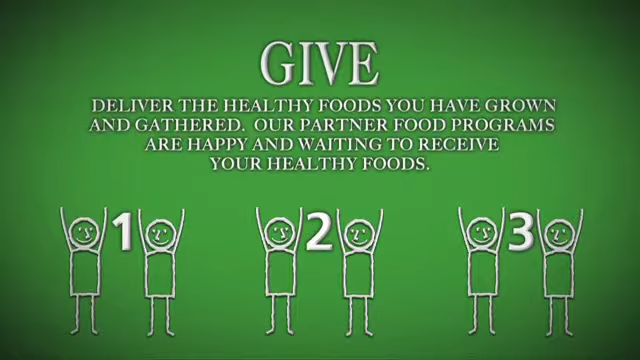 GIVE
DELIVER THE HEALTHY FOODS YOU HAVE GROWN
AND GATHERED. OUR PARTNER FOOD PROGRAMS
ARE HAPPY AND WAITING TO RECEIVE
YOUR HEALTHY FOODS.
1 2 3